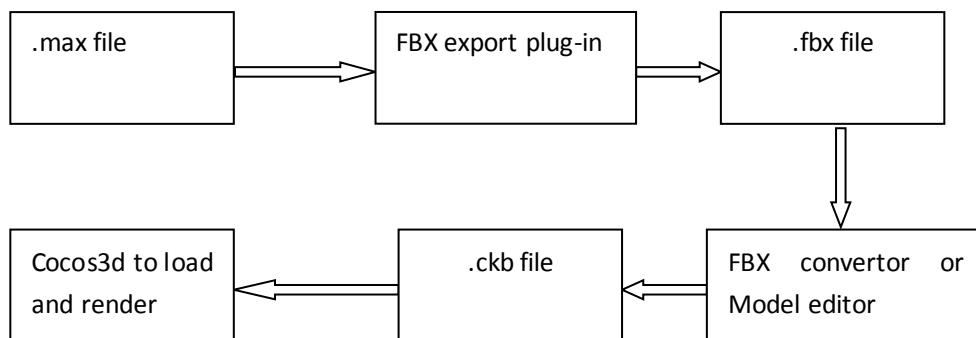 .max file
FBX export plug-in
.fbx file
Cocos3d to load
and render
.ckb file
FBX convertor or
Model editor